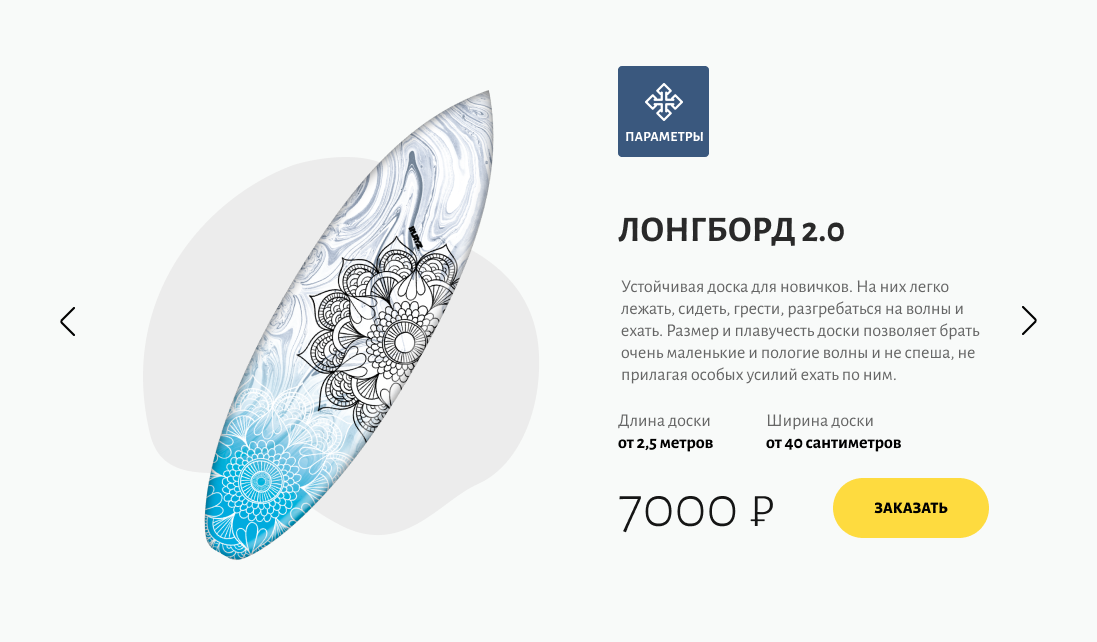 ПАРАМЕТРЫ
ЛОНГБОРД 2.0
Устойчивая доска для новичков. На них легко
лежать, сидеть, грести, разгребаться на волны и
ехать. Размер и плавучесть доски позволяет брать
очень маленькие и пологие волны и не спеша, не
прилагая особых усилий ехать по ним.
Длина доски
от 2,5 метров
Ширина доски
от 40 сантиметров
7000 ₽
ЗАКАЗАТЬ